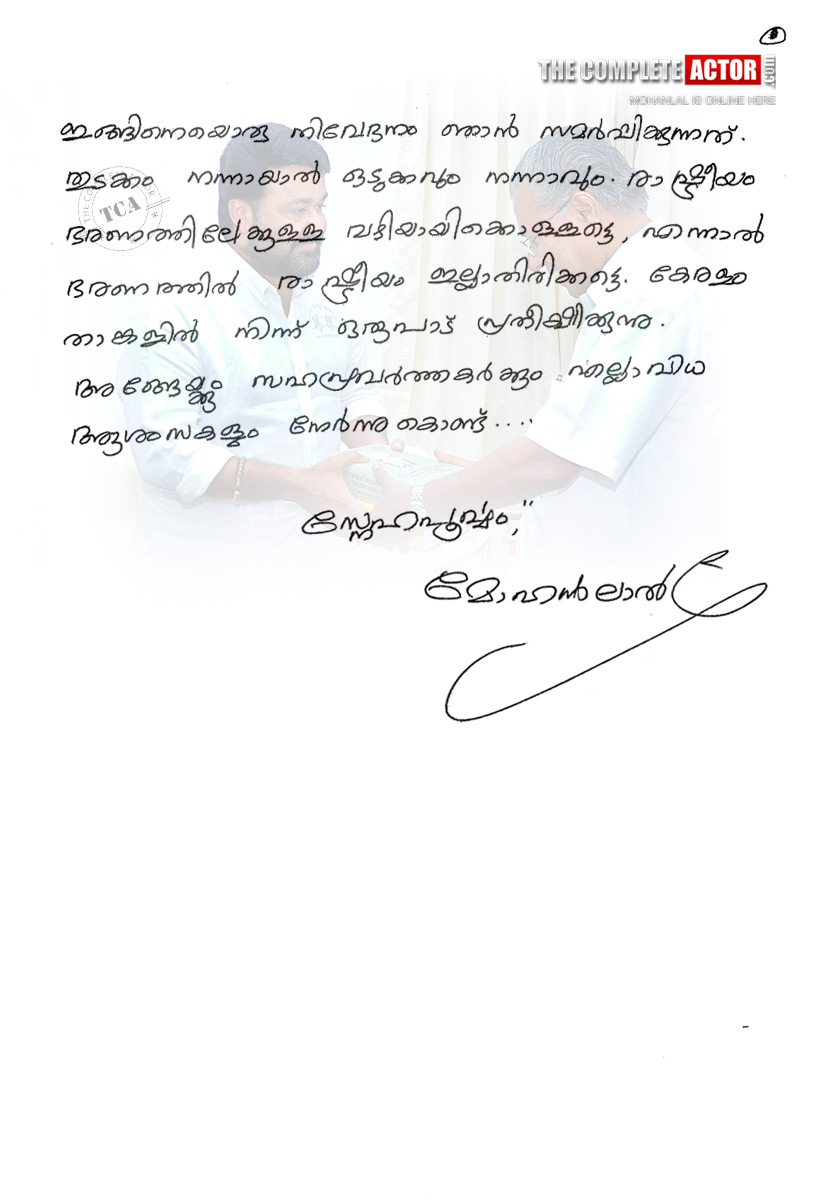 THE COMPLETE ACTOR .com
MOHANLAL IS ONLINE HERE
ഇങ്ങിനെയൊരു നിവേദനം ഞാൻ സമർപ്പിക്കുന്നത്.
തുടക്കം നന്നായാൽ ഒടുക്കവും നന്നാവും. രാഷ്ട്രീയം
TCA
ഭരണത്തിലേക്കുള്ള വഴിയായിക്കൊള്ളട്ടെ, എന്നാൽ
ഭരണത്തിൽ രാഷ്ട്രീയം ഇല്ലാതിരിക്കട്ടെ. കേരളം
താങ്കളിൽ നിന്ന് ഒരുപാട് പ്രതീക്ഷിക്കുന്നു.
അങ്ങേയ്ക്കും സഹപ്രവർത്തകർക്കും എല്ലാവിധ
ആശംസകളും നേർന്നു കൊണ്ട്....
സ്നേഹപൂർവ്വം,
മോഹൻലാൽ